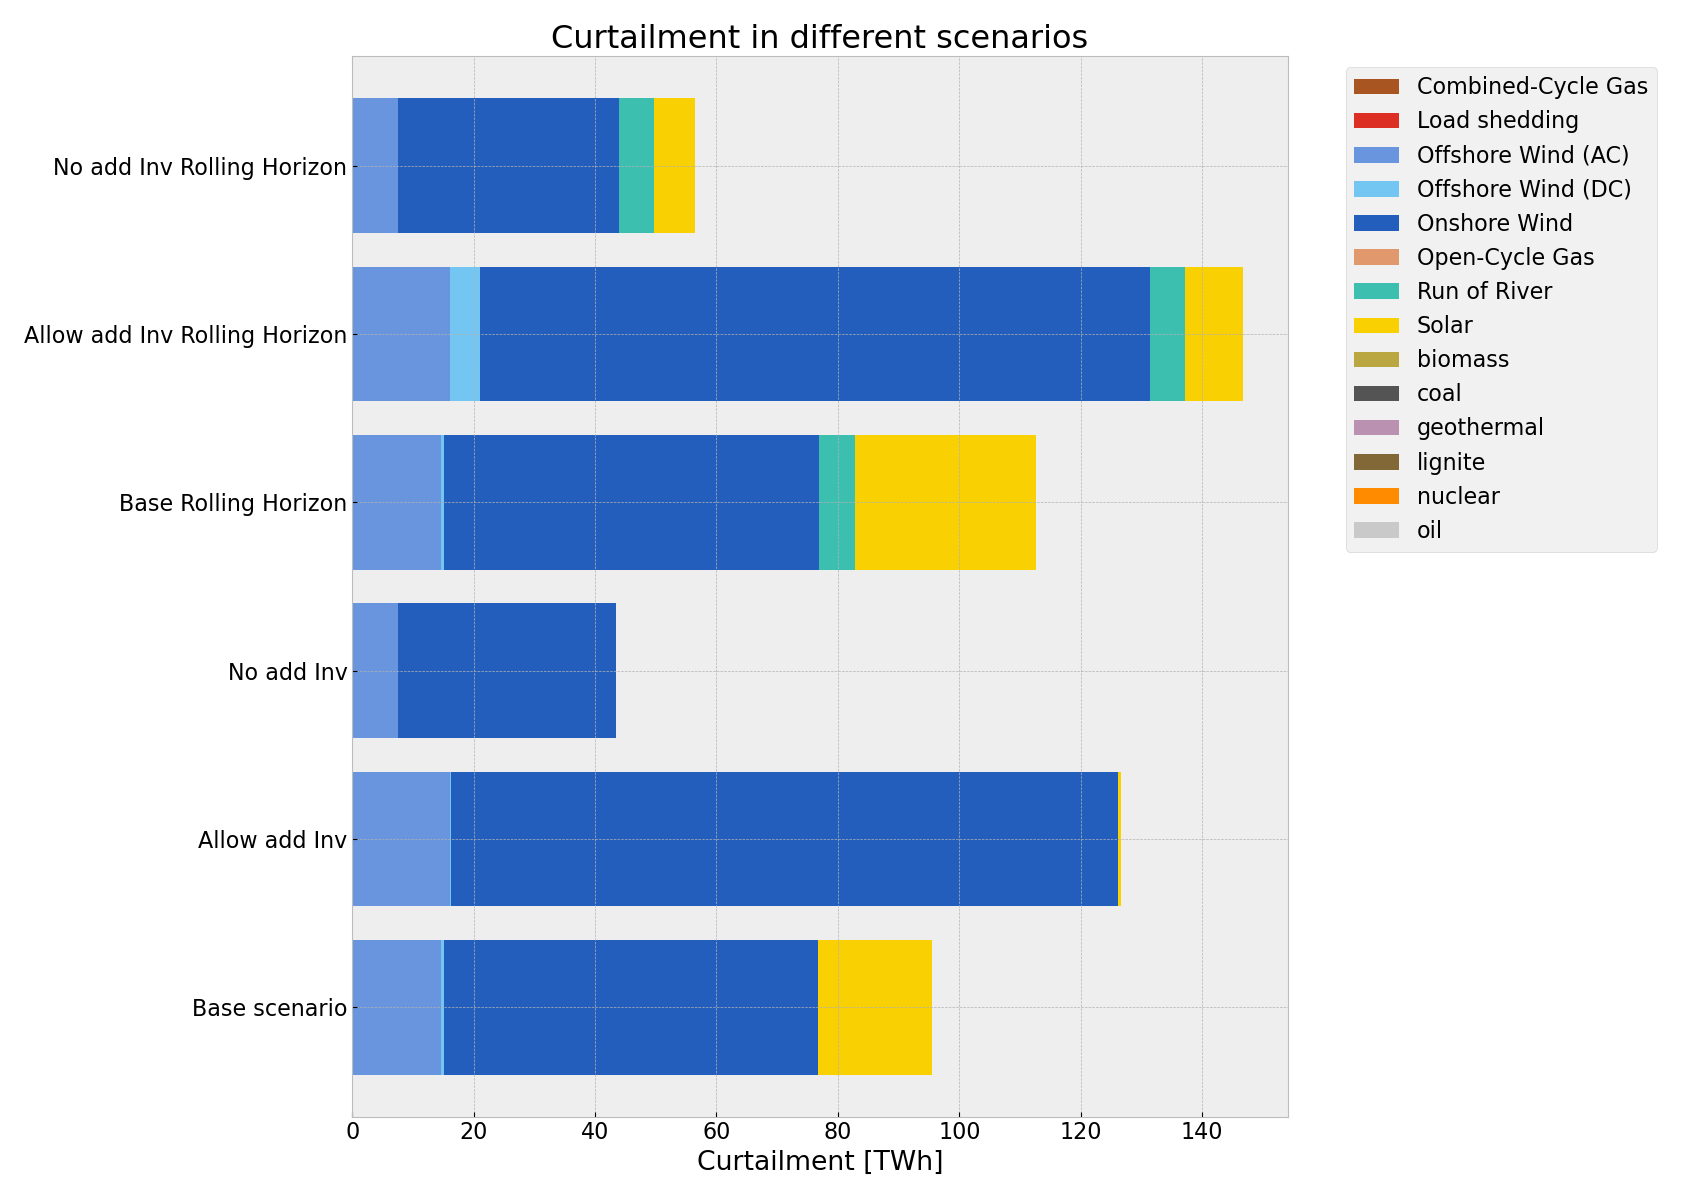 Curtailment in different scenarios
No add Inv Rolling Horizon
Allow add Inv Rolling Horizon
Base Rolling Horizon
No add Inv
Allow add Inv
Base scenario
0 20 40 60 80 100 120 140
Curtailment [TWh]
Combined-Cycle Gas
Load shedding
Offshore Wind (AC)
Offshore Wind (DC)
Onshore Wind
Open-Cycle Gas
Run of River
Solar
biomass
coal
geothermal
lignite
nuclear
oil